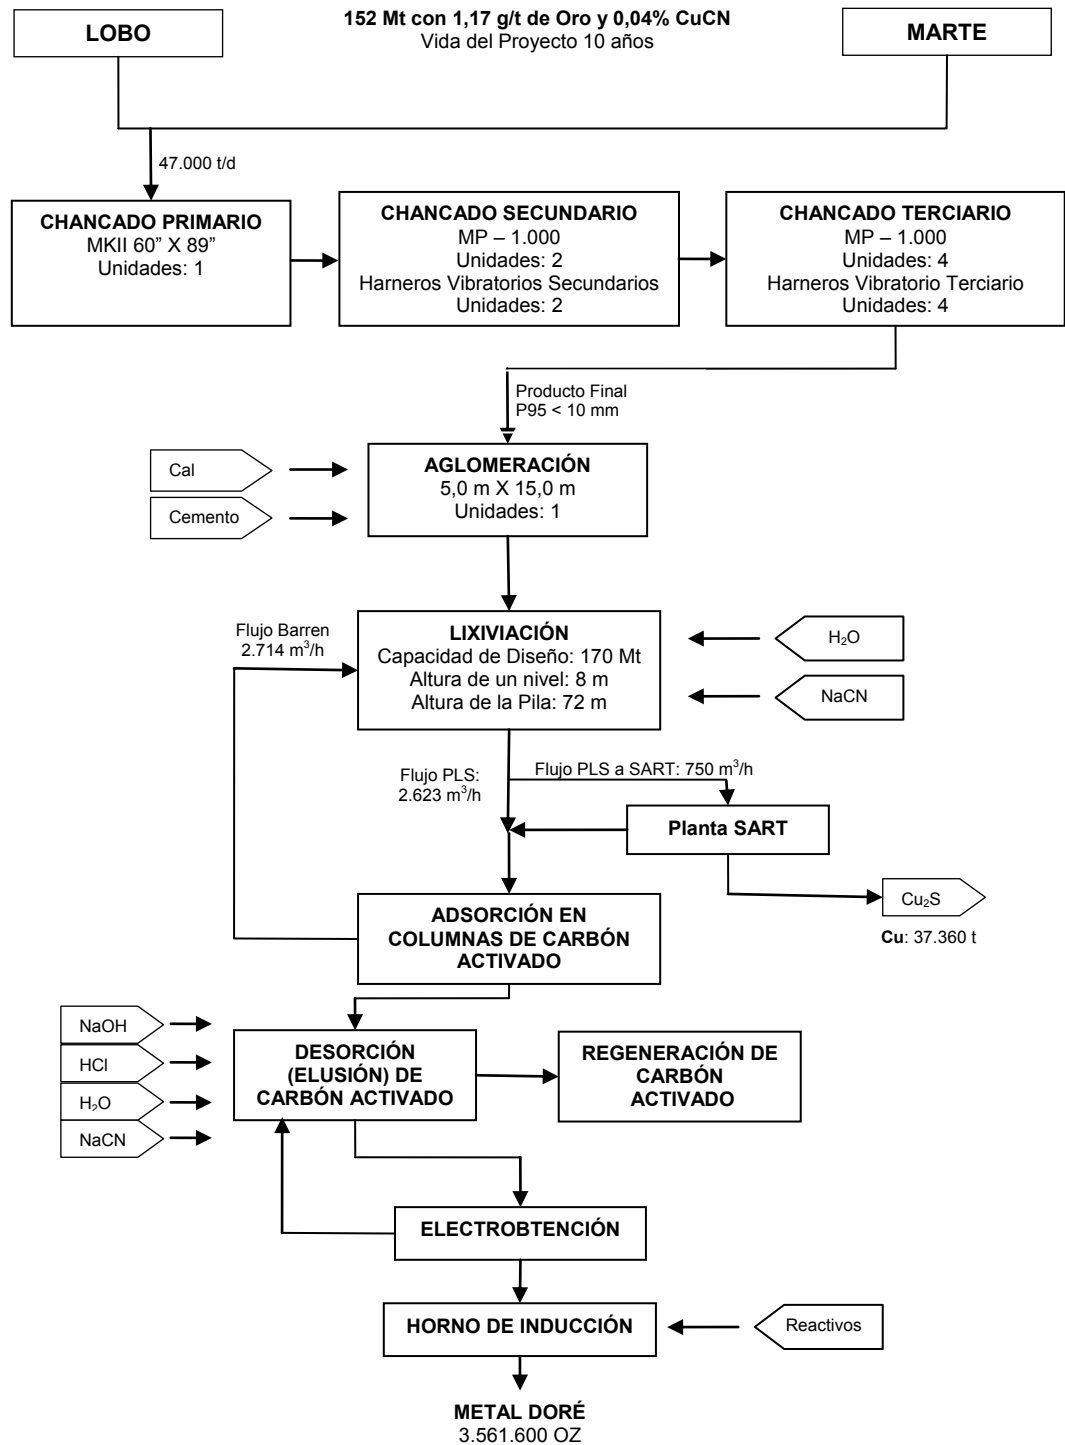 152 Mt con 1,17 g/t de Oro y 0,04% CuCN
Vida del Proyecto 10 años
LOBO
MARTE
47.000 t/d
CHANCADO PRIMARIO
MKII 60” X 89”
Unidades: 1
CHANCADO SECUNDARIO
MP – 1.000
Unidades: 2
Harneros Vibratorios Secundarios
Unidades: 2
CHANCADO TERCIARIO
MP – 1.000
Unidades: 4
Harneros Vibratorio Terciario
Unidades: 4
Producto Final
P95 < 10 mm
Cal
Cemento
AGLOMERACIÓN
5,0 m X 15,0 m
Unidades: 1
Flujo Barren
2.714 m³/h
LIXIVIACIÓN
Capacidad de Diseño: 170 Mt
Altura de un nivel: 8 m
Altura de la Pila: 72 m
H₂O
NaCN
Flujo PLS:
2.623 m³/h
Flujo PLS a SART: 750 m³/h
Planta SART
Cu₂S
Cu: 37.360 t
ADSORCIÓN EN
COLUMNAS DE CARBÓN
ACTIVADO
NaOH
HCl
H₂O
NaCN
DESORCIÓN
(ELUSIÓN) DE
CARBÓN ACTIVADO
REGENERACIÓN DE
CARBÓN
ACTIVADO
ELECTROBTENCIÓN
HORNO DE INDUCCIÓN
Reactivos
METAL DORÉ
3.561.600 OZ